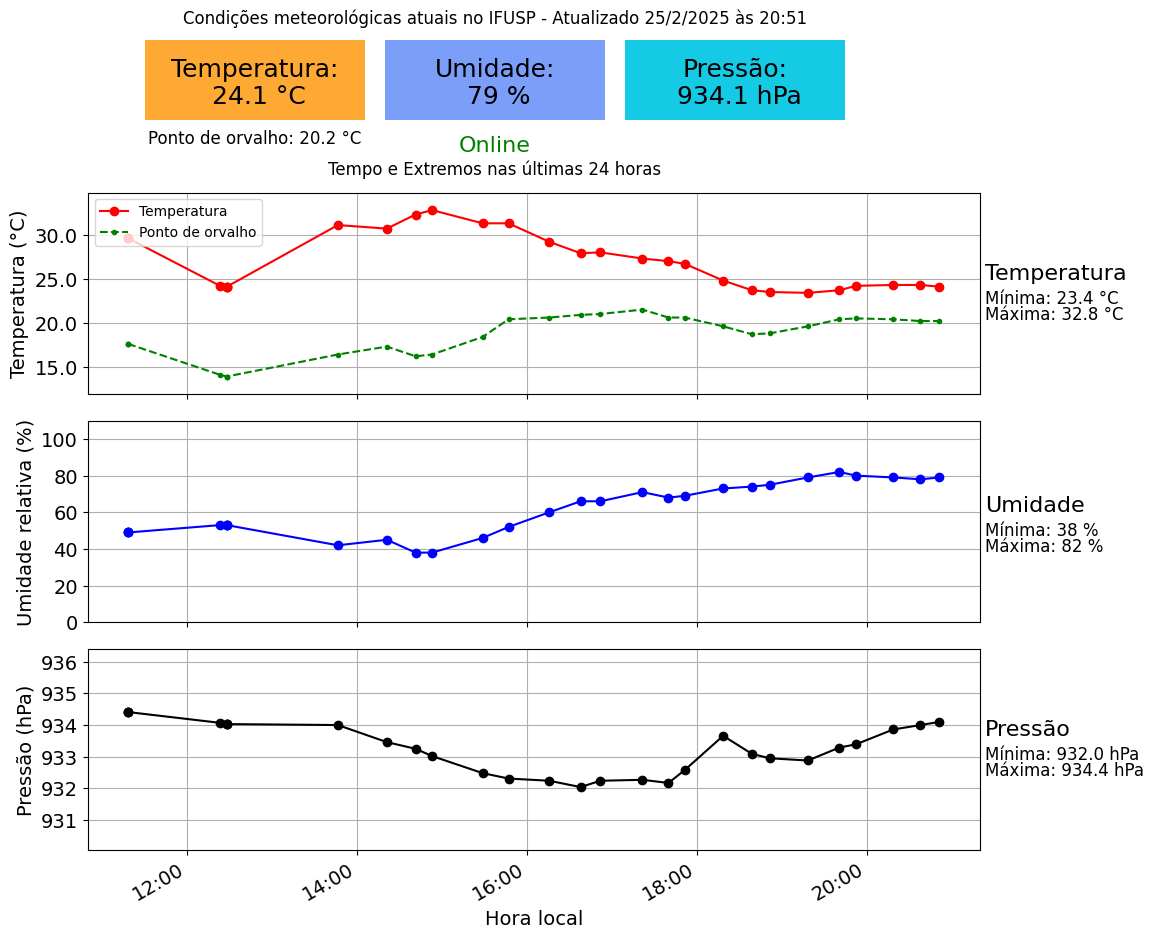 Condições meteorológicas atuais no IFUSP - Atualizado 25/2/2025 às 20:51
Temperatura:
24.1 °C
Umidade:
79 %
Pressão:
934.1 hPa
Ponto de orvalho: 20.2 °C
Online
Tempo e Extremos nas últimas 24 horas
Temperatura (°C)
30.0
25.0
20.0
15.0
Temperatura
Ponto de orvalho
Temperatura
Mínima: 23.4 °C
Máxima: 32.8 °C
Umidade relativa (%)
100
80
60
40
20
0
Umidade
Mínima: 38 %
Máxima: 82 %
Pressão (hPa)
936
935
934
933
932
931
Pressão
Mínima: 932.0 hPa
Máxima: 934.4 hPa
12:00
14:00
16:00
18:00
20:00
Hora local